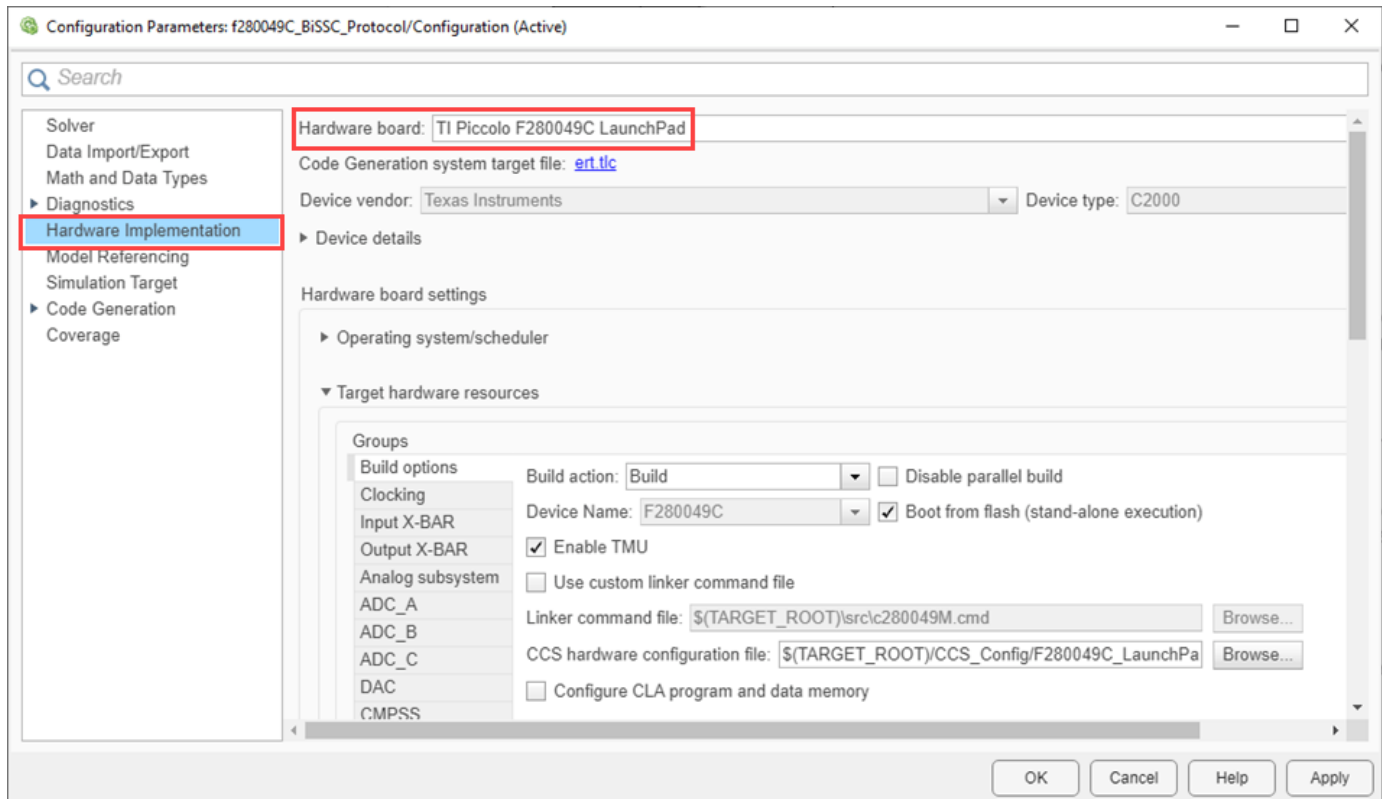 Configuration Parameters: f280049C_BiSSC_Protocol/Configuration (Active)
Search
Solver
Data Import/Export
Math and Data Types
Diagnostics
Hardware Implementation
Model Referencing
Simulation Target
Code Generation
Coverage
Hardware board: TI Piccolo F280049C LaunchPad
Code Generation system target file: ert.tlc
Device vendor: Texas Instruments Device type: C2000
Device details
Hardware board settings
Operating system/scheduler
Target hardware resources
Groups
Build options
Clocking
Input X-BAR
Output X-BAR
Analog subsystem
ADC_A
ADC_B
ADC_C
DAC
CMPSS
Build action: Build Disable parallel build
Device Name: F280049C Boot from flash (stand-alone execution)
Enable TMU
Use custom linker command file
Linker command file: $(TARGET_ROOT)\src\c280049M.cmd Browse...
CCS hardware configuration file: $(TARGET_ROOT)/CCS_Config/F280049C_LaunchPa Browse...
Configure CLA program and data memory
OK Cancel Help Apply